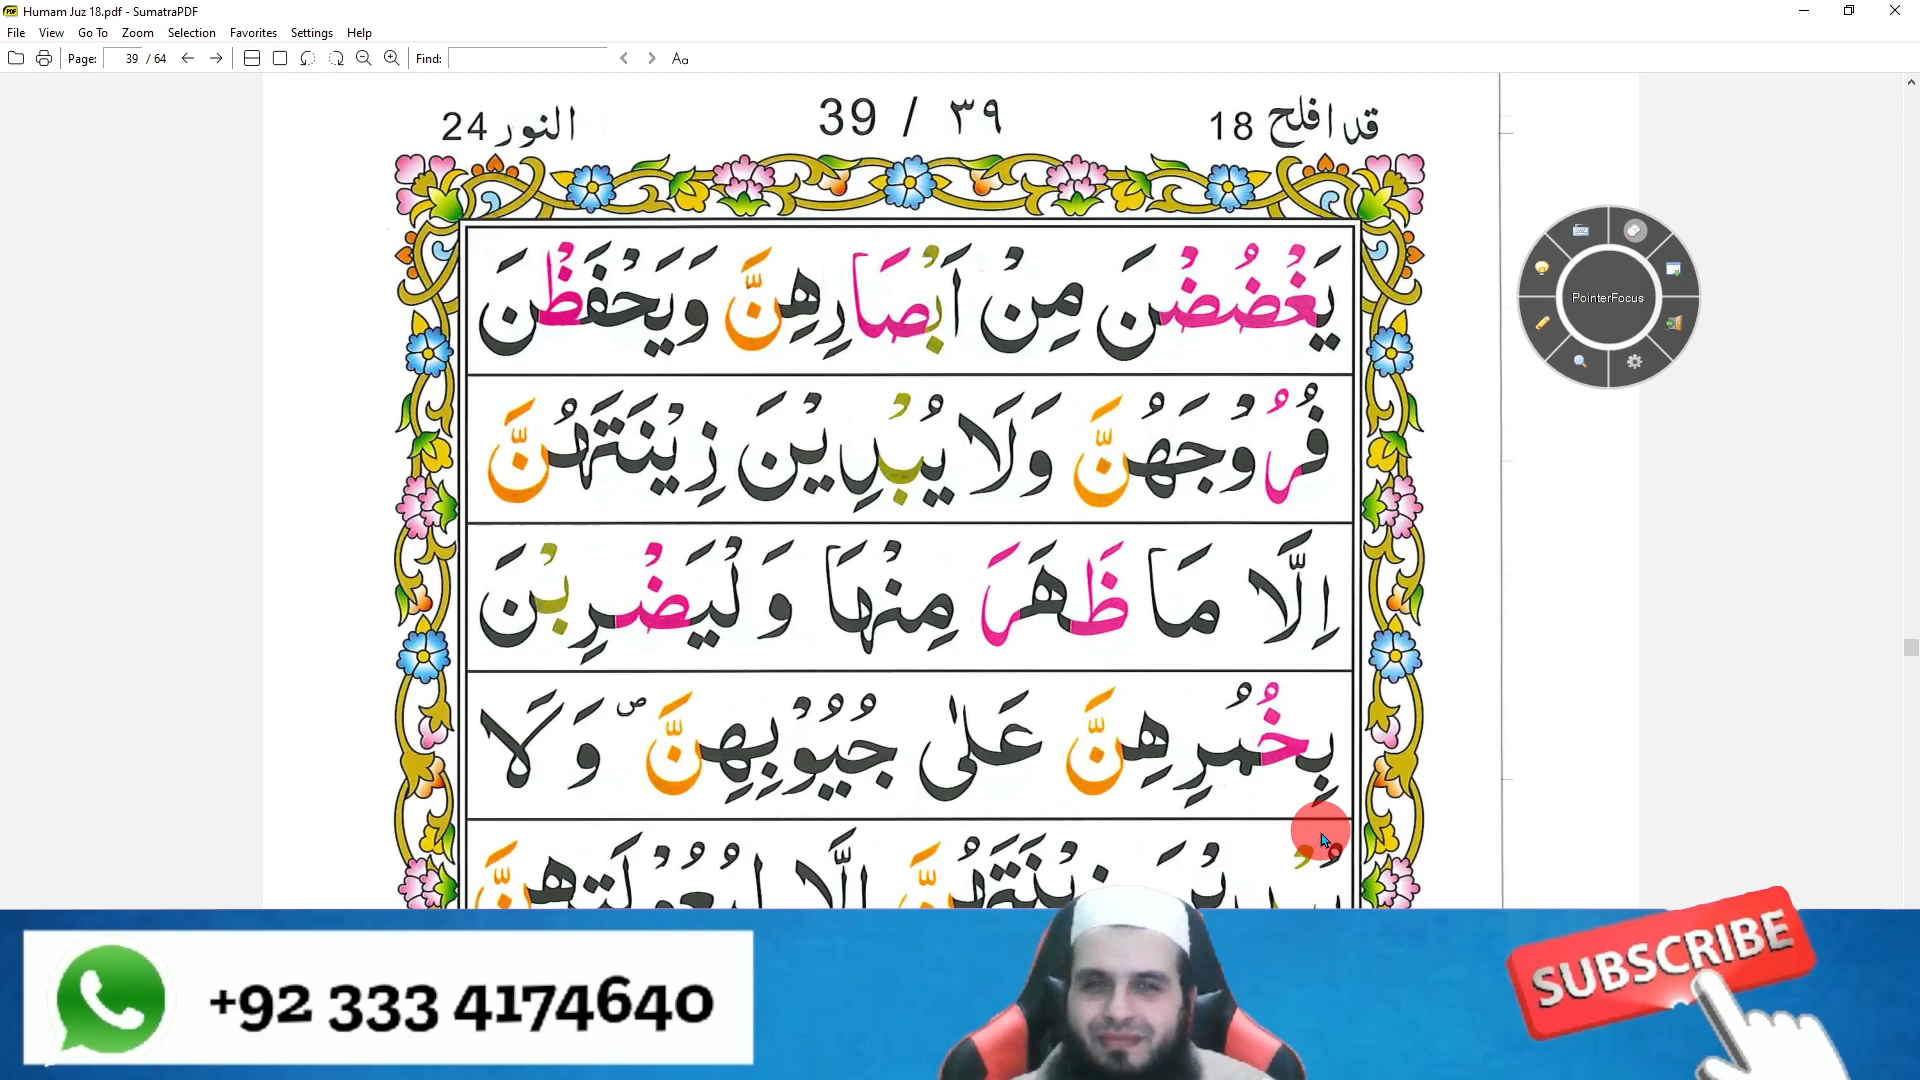 Humam Juz 18.pdf - SumatraPDF
File View Go To Zoom Selection Favorites Settings Help
Page: 39 / 64 Find: Aa
النور 24
39 / ٣٩
قد افلح 18
يَغْضُضْنَ مِنْ اَبْصَارِهِنَّ وَيَحْفَظْنَ
فُرُوْجَهُنَّ وَلَا يُبْدِيْنَ زِيْنَتَهُنَّ
اِلَّا مَا ظَهَرَ مِنْهَا وَلْيَضْرِبْنَ
بِخُمُرِهِنَّ عَلٰى جُيُوْبِهِنَّ ۖ وَلَا
يُبْدِيْنَ زِيْنَتَهُنَّ اِلَّا لِبُعُوْلَتِهِنَّ
PointerFocus
+92 333 4174640
SUBSCRIBE